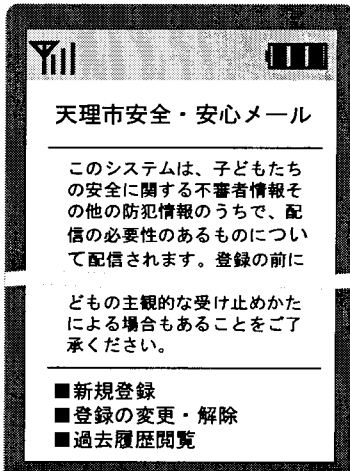 天理市安全・安心メール
このシステムは、子どもたち
の安全に関する不審者情報そ
の他の防犯情報のうちで、配
信の必要性のあるものについ
て配信されます。登録の前に
どもの主観的な受け止めかた
による場合もあることをご了
承ください。
■新規登録
■登録の変更・解除
■過去履歴閲覧